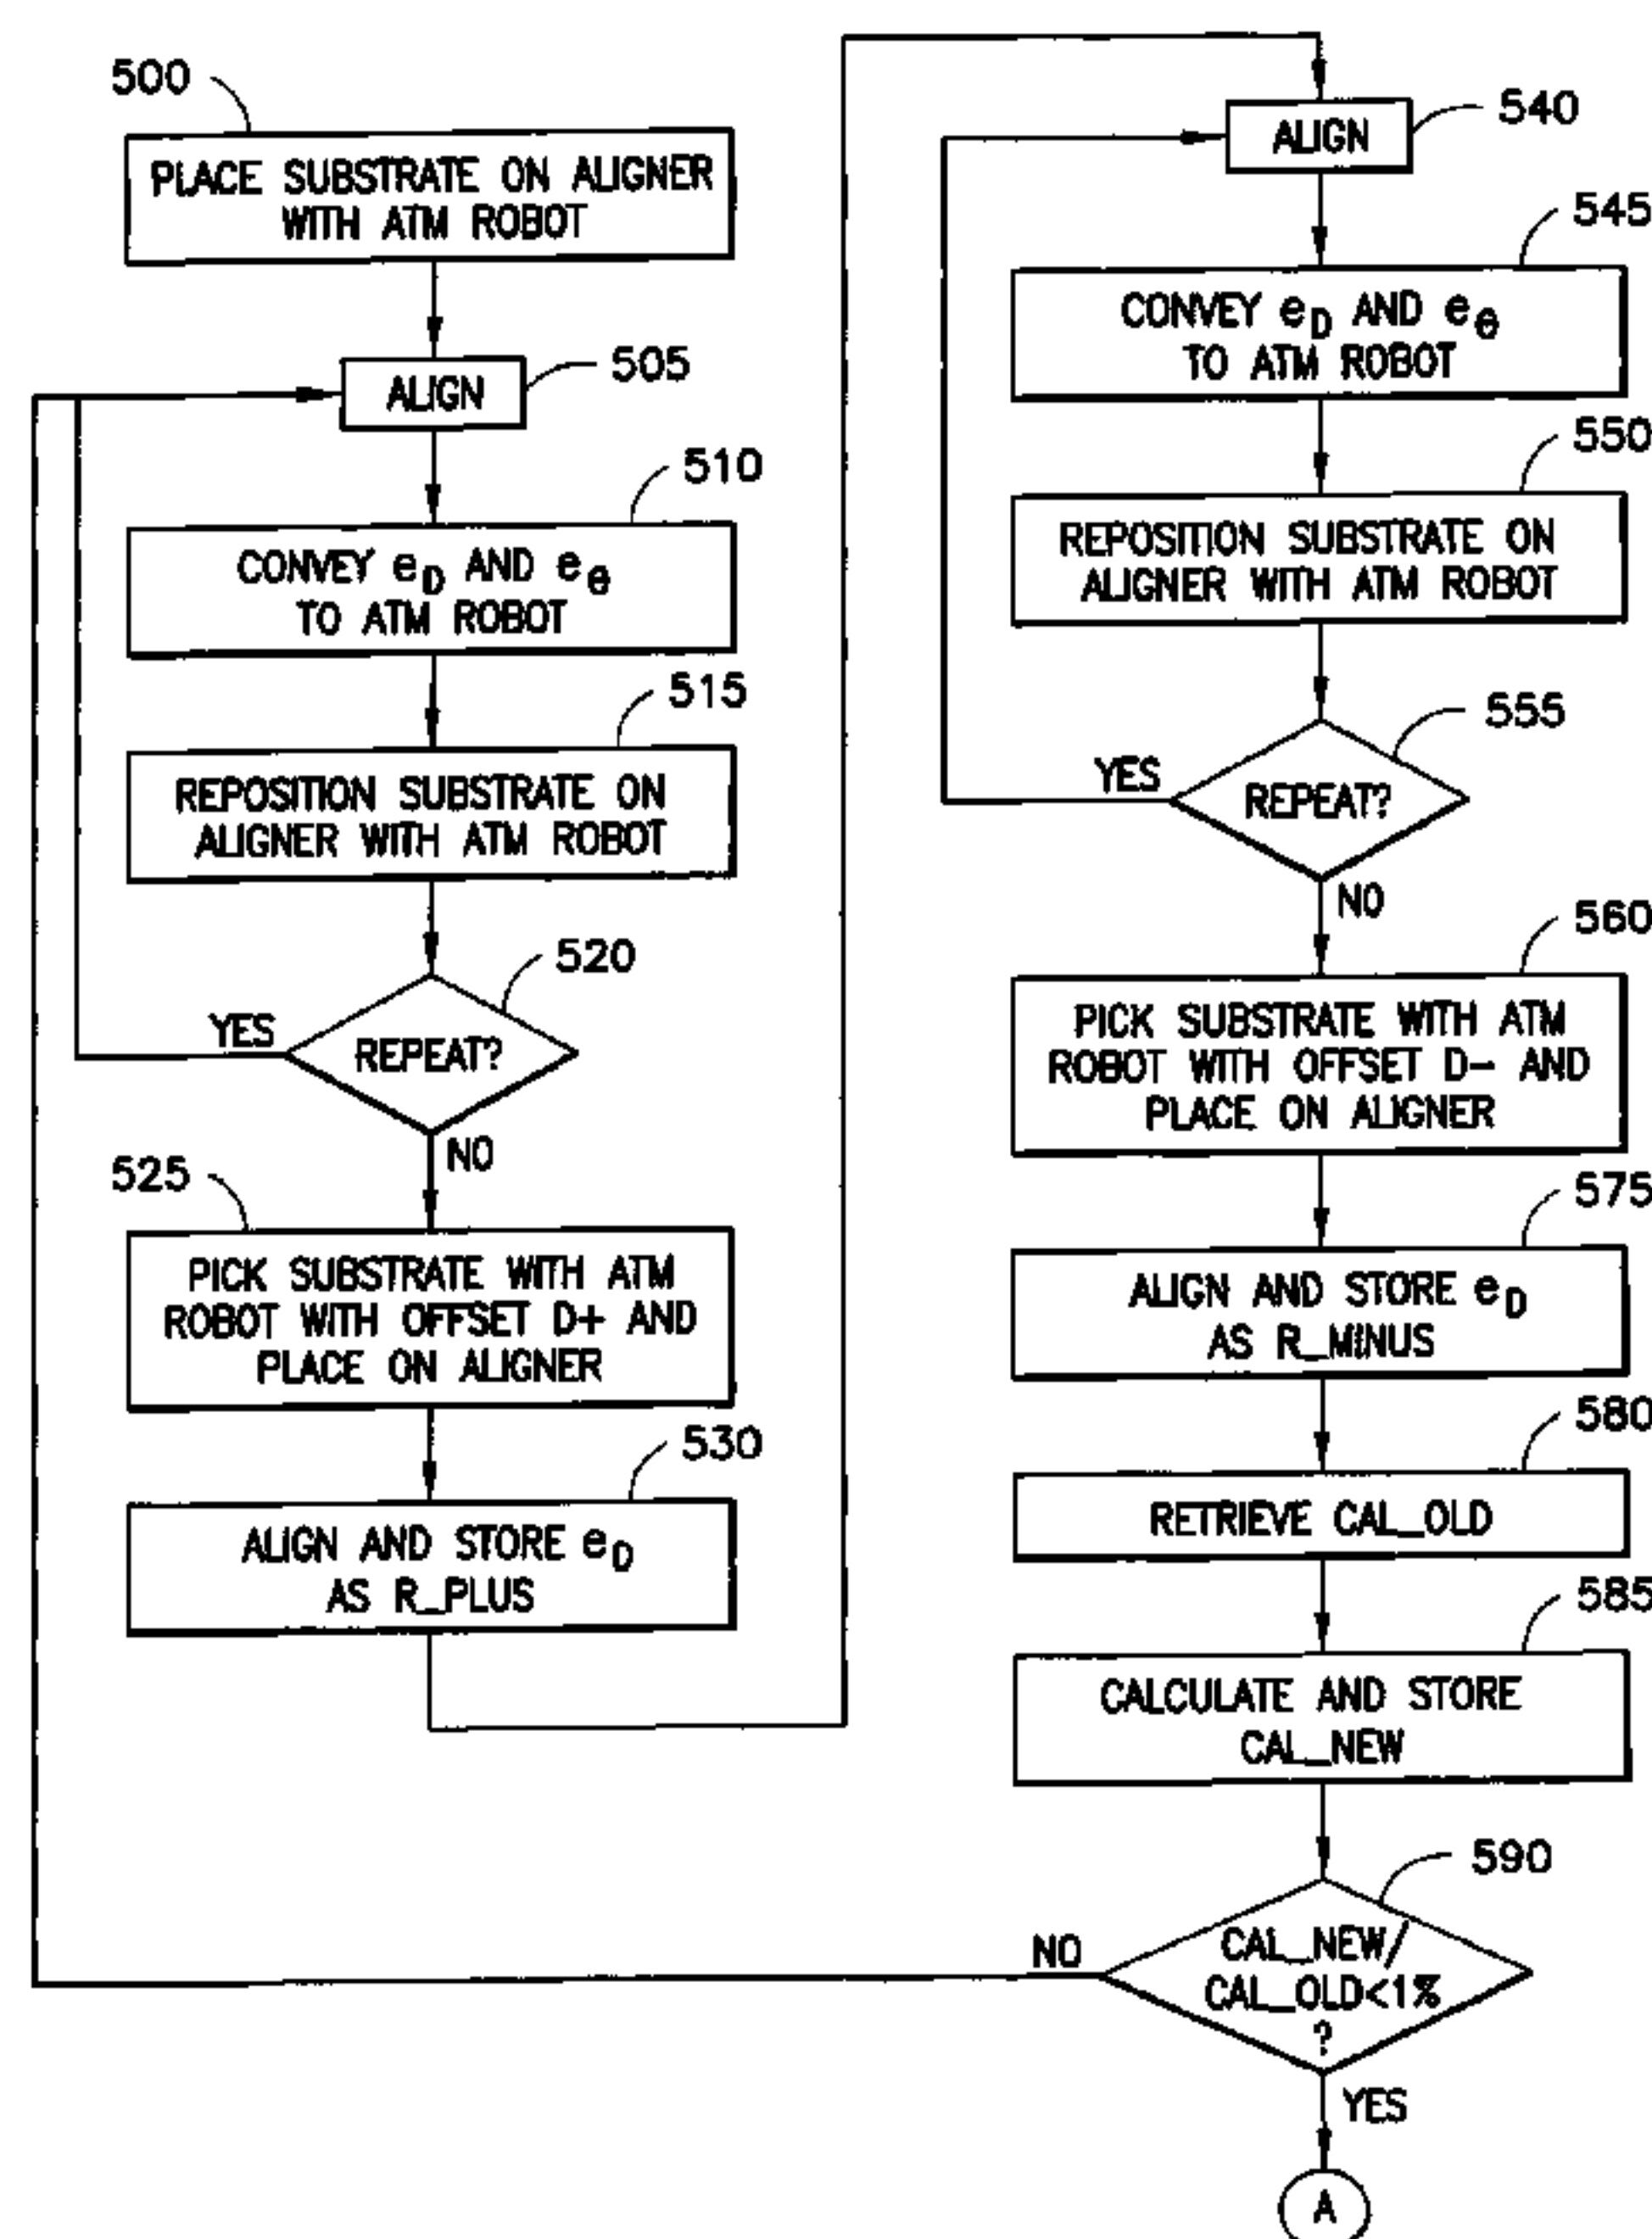 500
PLACE SUBSTRATE ON ALIGNER
WITH ATM ROBOT
ALIGN
505
510
CONVEY eD AND eθ
TO ATM ROBOT
515
REPOSITION SUBSTRATE ON
ALIGNER WITH ATM ROBOT
520
YES
REPEAT?
NO
525
PICK SUBSTRATE WITH ATM
ROBOT WITH OFFSET D+ AND
PLACE ON ALIGNER
530
ALIGN AND STORE eD
AS R_PLUS
ALIGN
540
545
CONVEY eD AND eθ
TO ATM ROBOT
550
REPOSITION SUBSTRATE ON
ALIGNER WITH ATM ROBOT
555
YES
REPEAT?
NO
560
PICK SUBSTRATE WITH ATM
ROBOT WITH OFFSET D- AND
PLACE ON ALIGNER
575
ALIGN AND STORE eD
AS R_MINUS
580
RETRIEVE CAL_OLD
585
CALCULATE AND STORE
CAL_NEW
590
NO
CAL_NEW/
CAL_OLD<1%
?
YES
A